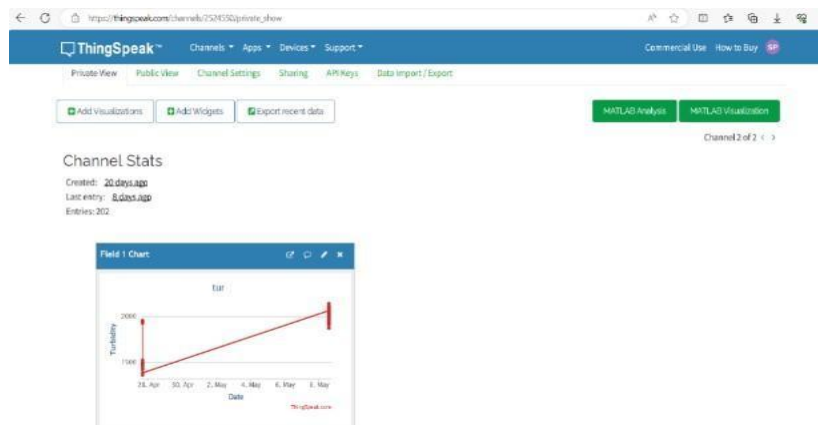 https://thingspeak.com/channels/2524550/private_show
ThingSpeak™ Channels Apps Devices Support Commercial Use How to Buy SP
Private View Public View Channel Settings Sharing API Keys Data Import / Export
Add Visualizations Add Widgets Export recent data MATLAB Analysis MATLAB Visualization
Channel 2 of 2 < >
Channel Stats
Created: 20 days ago
Last entry: 8 days ago
Entries: 202
Field 1 Chart
tur
Turbidity
2000
28. Apr 30. Apr 2. May 4. May 6. May 8. May
Date
ThingSpeak.com